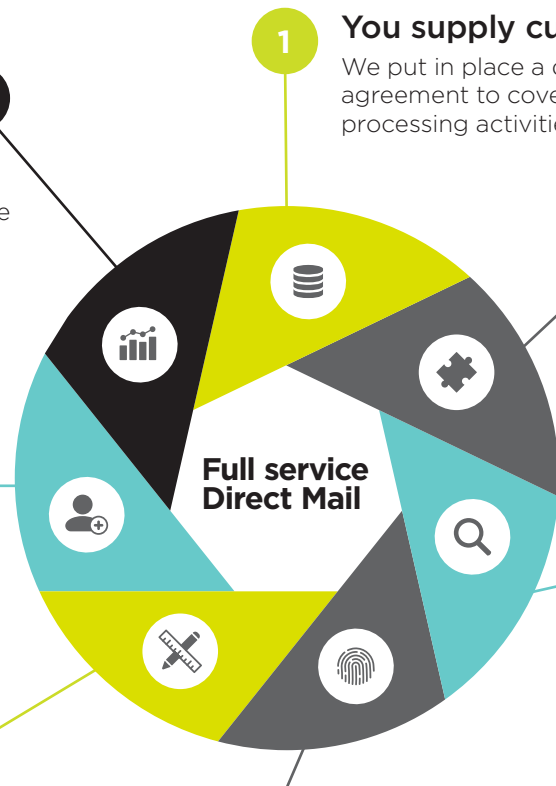 1
You supply cu
We put in place a
agreement to cove
processing activitie
e
Full service
Direct Mail